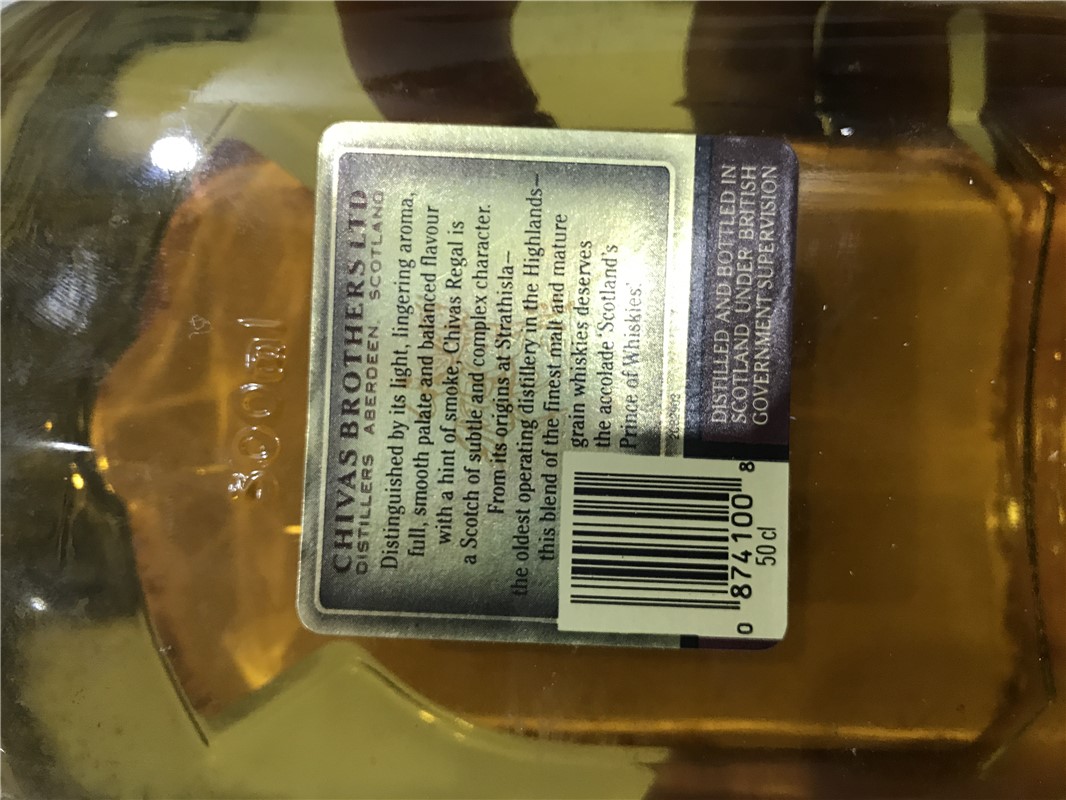 500ml
CHIVAS BROTHERS LTD
DISTILLERS ABERDEEN, SCOTLAND
Distinguished by its light, lingering aroma,
full, smooth palate and balanced flavour
with a hint of smoke, Chivas Regal is
a Scotch of subtle and complex character.
From its origins at Strathisla–
the oldest operating distillery in the Highlands–
this blend of the finest malt and mature
grain whiskies deserves
the accolade 'Scotland's
Prince of Whiskies'.
DISTILLED AND BOTTLED IN
SCOTLAND UNDER BRITISH
GOVERNMENT SUPERVISION
0 874100 8
50 cl